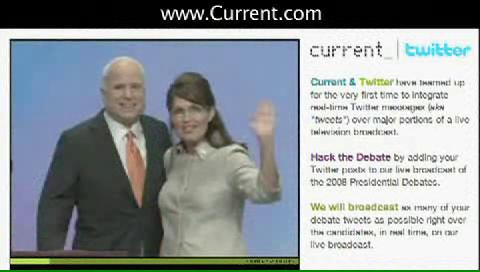 www.Current.com
current_ twitter
Current & Twitter have teamed up
for the very first time to integrate
real-time Twitter messages (aka
"tweets") over major portions of a live
television broadcast.
Hack the Debate by adding your
Twitter posts to our live broadcast of
the 2008 Presidential Debates.
We will broadcast as many of your
debate tweets as possible right over
the candidates, in real time, on our
live broadcast.